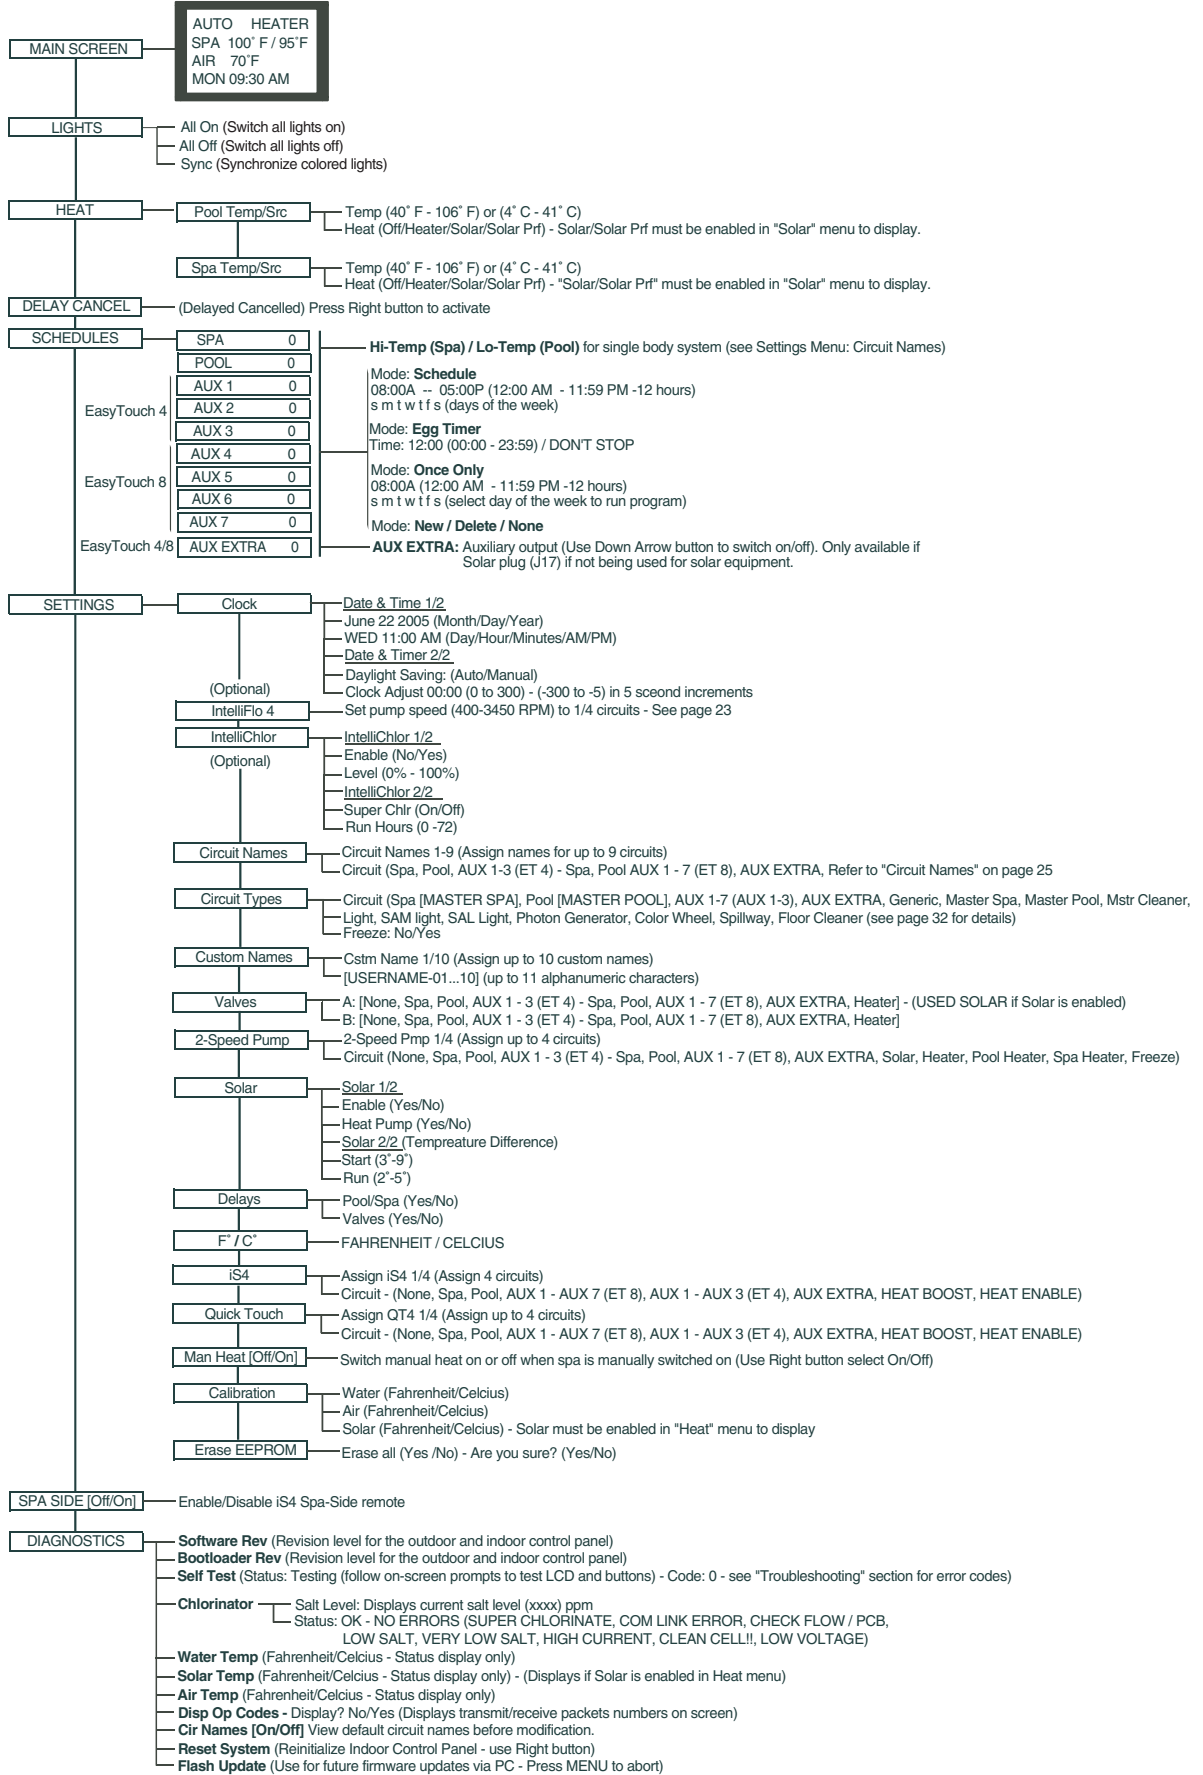 AUTO HEATER
SPA 100° F / 95°F
AIR 70°F
MON 09:30 AM
MAIN SCREEN
LIGHTS
All On (Switch all lights on)
All Off (Switch all lights off)
Sync (Synchronize colored lights)
HEAT
Pool Temp/Src
Temp (40° F - 106° F) or (4° C - 41° C)
Heat (Off/Heater/Solar/Solar Prf) - Solar/Solar Prf must be enabled in "Solar" menu to display.
Spa Temp/Src
Temp (40° F - 106° F) or (4° C - 41° C)
Heat (Off/Heater/Solar/Solar Prf) - "Solar/Solar Prf" must be enabled in "Solar" menu to display.
DELAY CANCEL
(Delayed Cancelled) Press Right button to activate
SCHEDULES
SPA 0
POOL 0
AUX 1 0
AUX 2 0
AUX 3 0
AUX 4 0
AUX 5 0
AUX 6 0
AUX 7 0
AUX EXTRA 0
EasyTouch 4
EasyTouch 8
EasyTouch 4/8
Hi-Temp (Spa) / Lo-Temp (Pool) for single body system (see Settings Menu: Circuit Names)
Mode: Schedule
08:00A -- 05:00P (12:00 AM - 11:59 PM -12 hours)
s m t w t f s (days of the week)
Mode: Egg Timer
Time: 12:00 (00:00 - 23:59) / DON'T STOP
Mode: Once Only
08:00A (12:00 AM - 11:59 PM -12 hours)
s m t w t f s (select day of the week to run program)
Mode: New / Delete / None
AUX EXTRA: Auxiliary output (Use Down Arrow button to switch on/off). Only available if
Solar plug (J17) if not being used for solar equipment.
SETTINGS
Clock
Date & Time 1/2
June 22 2005 (Month/Day/Year)
WED 11:00 AM (Day/Hour/Minutes/AM/PM)
Date & Timer 2/2
Daylight Saving: (Auto/Manual)
Clock Adjust 00:00 (0 to 300) - (-300 to -5) in 5 sceond increments
(Optional)
IntelliFlo 4
Set pump speed (400-3450 RPM) to 1/4 circuits - See page 23
IntelliChlor
(Optional)
IntelliChlor 1/2
Enable (No/Yes)
Level (0% - 100%)
IntelliChlor 2/2
Super Chlr (On/Off)
Run Hours (0 -72)
Circuit Names
Circuit Names 1-9 (Assign names for up to 9 circuits)
Circuit (Spa, Pool, AUX 1-3 (ET 4) - Spa, Pool AUX 1 - 7 (ET 8), AUX EXTRA, Refer to "Circuit Names" on page 25
Circuit Types
Circuit (Spa [MASTER SPA], Pool [MASTER POOL], AUX 1-7 (AUX 1-3), AUX EXTRA, Generic, Master Spa, Master Pool, Mstr Cleaner,
Light, SAM light, SAL Light, Photon Generator, Color Wheel, Spillway, Floor Cleaner (see page 32 for details)
Freeze: No/Yes
Custom Names
Cstm Name 1/10 (Assign up to 10 custom names)
[USERNAME-01...10] (up to 11 alphanumeric characters)
Valves
A: [None, Spa, Pool, AUX 1 - 3 (ET 4) - Spa, Pool, AUX 1 - 7 (ET 8), AUX EXTRA, Heater] - (USED SOLAR if Solar is enabled)
B: [None, Spa, Pool, AUX 1 - 3 (ET 4) - Spa, Pool, AUX 1 - 7 (ET 8), AUX EXTRA, Heater]
2-Speed Pump
2-Speed Pmp 1/4 (Assign up to 4 circuits)
Circuit (None, Spa, Pool, AUX 1 - 3 (ET 4) - Spa, Pool, AUX 1 - 7 (ET 8), AUX EXTRA, Solar, Heater, Pool Heater, Spa Heater, Freeze)
Solar
Solar 1/2
Enable (Yes/No)
Heat Pump (Yes/No)
Solar 2/2 (Tempreature Difference)
Start (3°-9°)
Run (2°-5°)
Delays
Pool/Spa (Yes/No)
Valves (Yes/No)
F° / C°
FAHRENHEIT / CELCIUS
iS4
Assign iS4 1/4 (Assign 4 circuits)
Circuit - (None, Spa, Pool, AUX 1 - AUX 7 (ET 8), AUX 1 - AUX 3 (ET 4), AUX EXTRA, HEAT BOOST, HEAT ENABLE)
Quick Touch
Assign QT4 1/4 (Assign up to 4 circuits)
Circuit - (None, Spa, Pool, AUX 1 - AUX 7 (ET 8), AUX 1 - AUX 3 (ET 4), AUX EXTRA, HEAT BOOST, HEAT ENABLE)
Man Heat [Off/On]
Switch manual heat on or off when spa is manually switched on (Use Right button select On/Off)
Calibration
Water (Fahrenheit/Celcius)
Air (Fahrenheit/Celcius)
Solar (Fahrenheit/Celcius) - Solar must be enabled in "Heat" menu to display
Erase EEPROM
Erase all (Yes /No) - Are you sure? (Yes/No)
SPA SIDE [Off/On]
Enable/Disable iS4 Spa-Side remote
DIAGNOSTICS
Software Rev (Revision level for the outdoor and indoor control panel)
Bootloader Rev (Revision level for the outdoor and indoor control panel)
Self Test (Status: Testing (follow on-screen prompts to test LCD and buttons) - Code: 0 - see "Troubleshooting" section for error codes)
Chlorinator
Salt Level: Displays current salt level (xxxx) ppm
Status: OK - NO ERRORS (SUPER CHLORINATE, COM LINK ERROR, CHECK FLOW / PCB,
LOW SALT, VERY LOW SALT, HIGH CURRENT, CLEAN CELL!!, LOW VOLTAGE)
Water Temp (Fahrenheit/Celcius - Status display only)
Solar Temp (Fahrenheit/Celcius - Status display only) - (Displays if Solar is enabled in Heat menu)
Air Temp (Fahrenheit/Celcius - Status display only)
Disp Op Codes - Display? No/Yes (Displays transmit/receive packets numbers on screen)
Cir Names [On/Off] View default circuit names before modification.
Reset System (Reinitialize Indoor Control Panel - use Right button)
Flash Update (Use for future firmware updates via PC - Press MENU to abort)